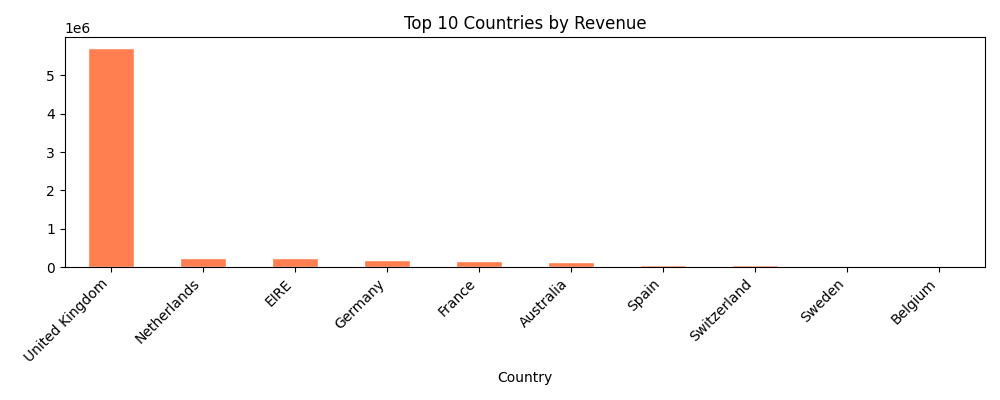 Top 10 Countries by Revenue
1e6
5
4
3
2
1
0
United Kingdom
Netherlands
EIRE
Germany
France
Australia
Spain
Switzerland
Sweden
Belgium
Country